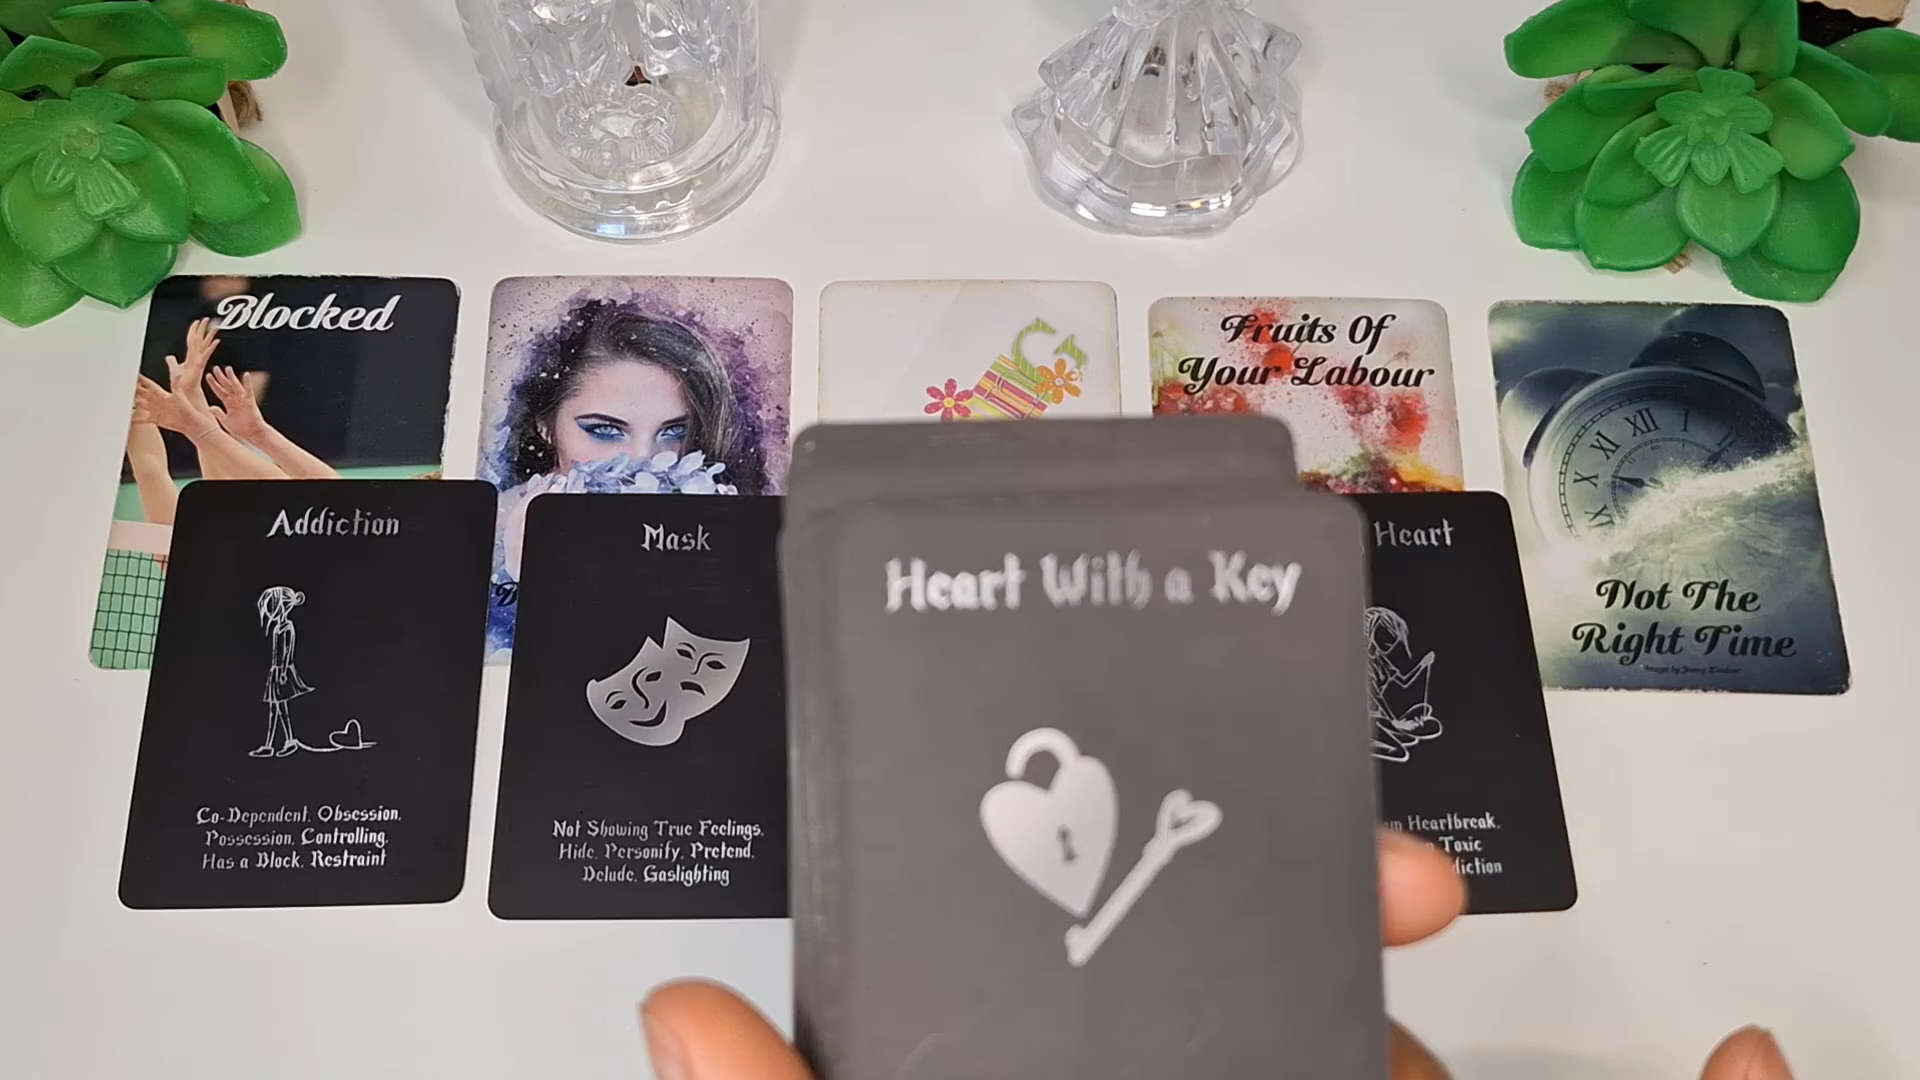 Blocked
Fruits Of
Your Labour
Not The
Right Time
Addiction
Co-Dependent, Obsession,
Possession, Controlling,
Has a Block, Restraint
Mask
Not Showing True Feelings,
Hide, Personify, Pretend,
Delude, Gaslighting
Heart With a Key
Heart
Heartbreak,
Toxic